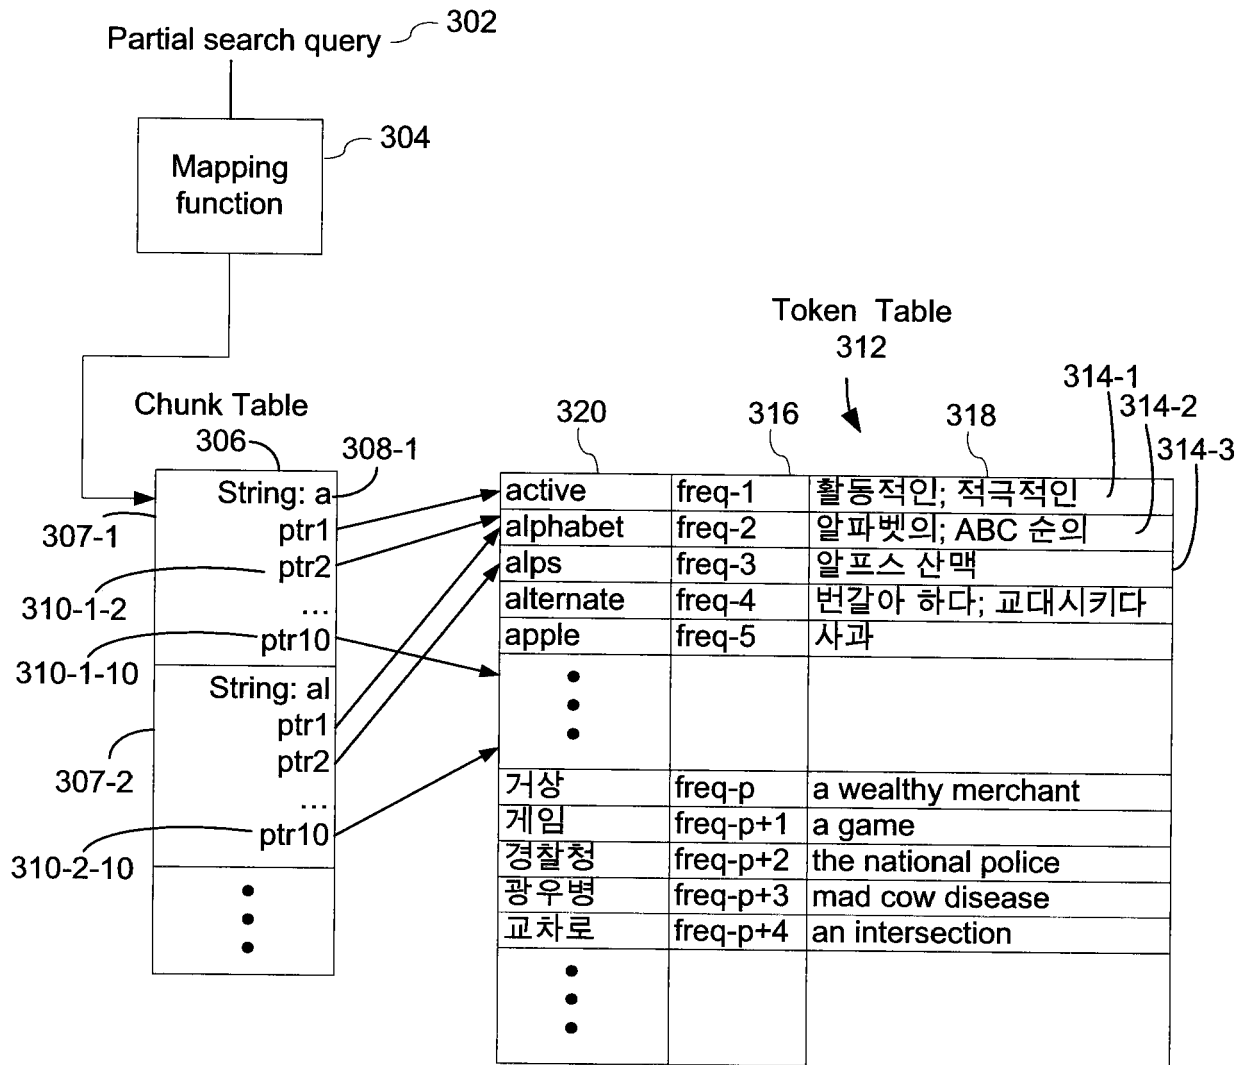 Partial search query 302
304
Mapping
function
Token Table
312
314-1
314-2
314-3
Chunk Table
320 316 318
306 308-1
String: a
307-1 ptr1
ptr2
310-1-2
...
ptr10
310-1-10
String: al
ptr1
ptr2
307-2
...
ptr10
310-2-10
active freq-1 활동적인; 적극적인
alphabet freq-2 알파벳의; ABC 순의
alps freq-3 알프스 산맥
alternate freq-4 번갈아 하다; 교대시키다
apple freq-5 사과
거상 freq-p a wealthy merchant
게임 freq-p+1 a game
경찰청 freq-p+2 the national police
광우병 freq-p+3 mad cow disease
교차로 freq-p+4 an intersection